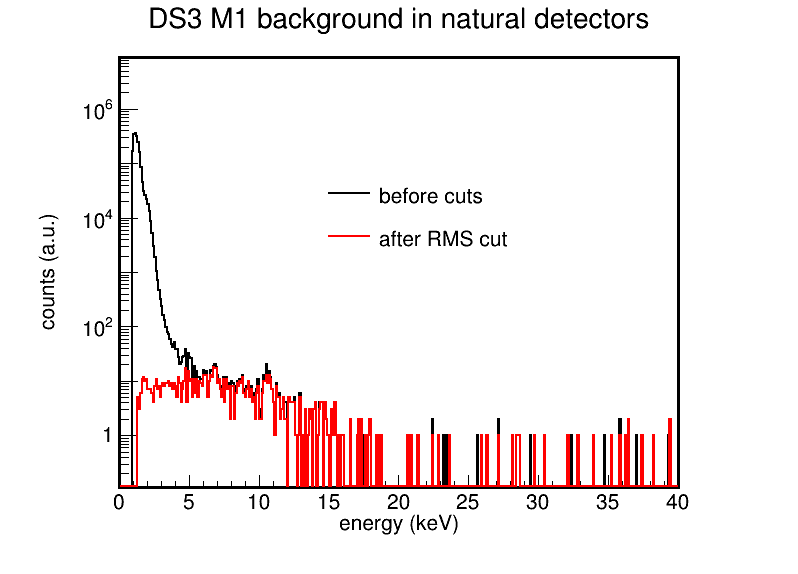 DS3 M1 background in natural detectors
counts (a.u.)
10⁶
10⁴
10²
1
before cuts
after RMS cut
0 5 10 15 20 25 30 35 40
energy (keV)